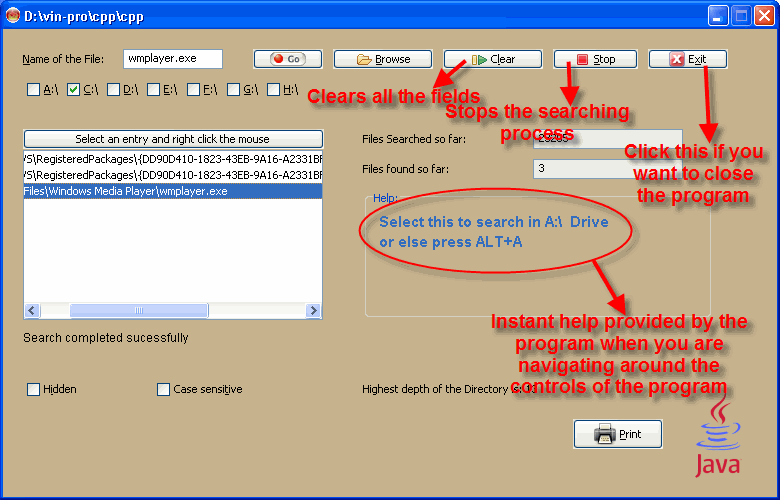 D:\win-pro\cpp\cpp
Name of the File: wmplayer.exe Go Browse Clear Stop Exit
A:\ C:\ D:\ E:\ F:\ G:\ H:\
Clears all the fields
Stops the searching
process
Click this if you
want to close
the program
Select an entry and right click the mouse
VS\RegisteredPackages\{DD90D410-1823-43EB-9A16-A2331BF
VS\RegisteredPackages\{DD90D410-1823-43EB-9A16-A2331BF
Files\Windows Media Player\wmplayer.exe
Files Searched so far:
Files found so far: 3
Help:
Select this to search in A:\ Drive
or else press ALT+A
Instant help provided by the
program when you are
navigating around the
controls of the program
Search completed sucessfully
Hidden Case sensitive Highest depth of the Directory is:
Print
Java